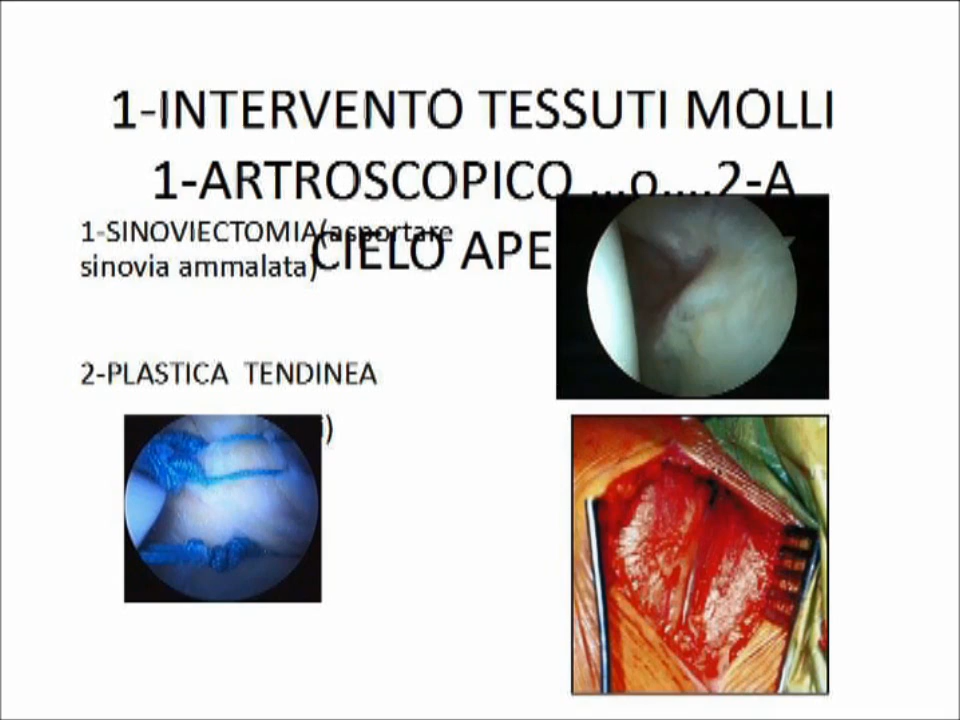 1-INTERVENTO TESSUTI MOLLI
1-ARTROSCOPICO ...o....2-A
CIELO APE
1-SINOVIECTOMIA(asportare
sinovia ammalata)
2-PLASTICA TENDINEA
i)